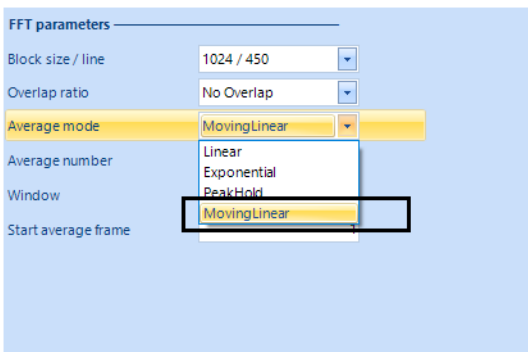 FFT parameters
Block size / line 1024 / 450
Overlap ratio No Overlap
Average mode MovingLinear
Linear
Average number
Exponential
Window PeakHold
MovingLinear
Start average frame 1